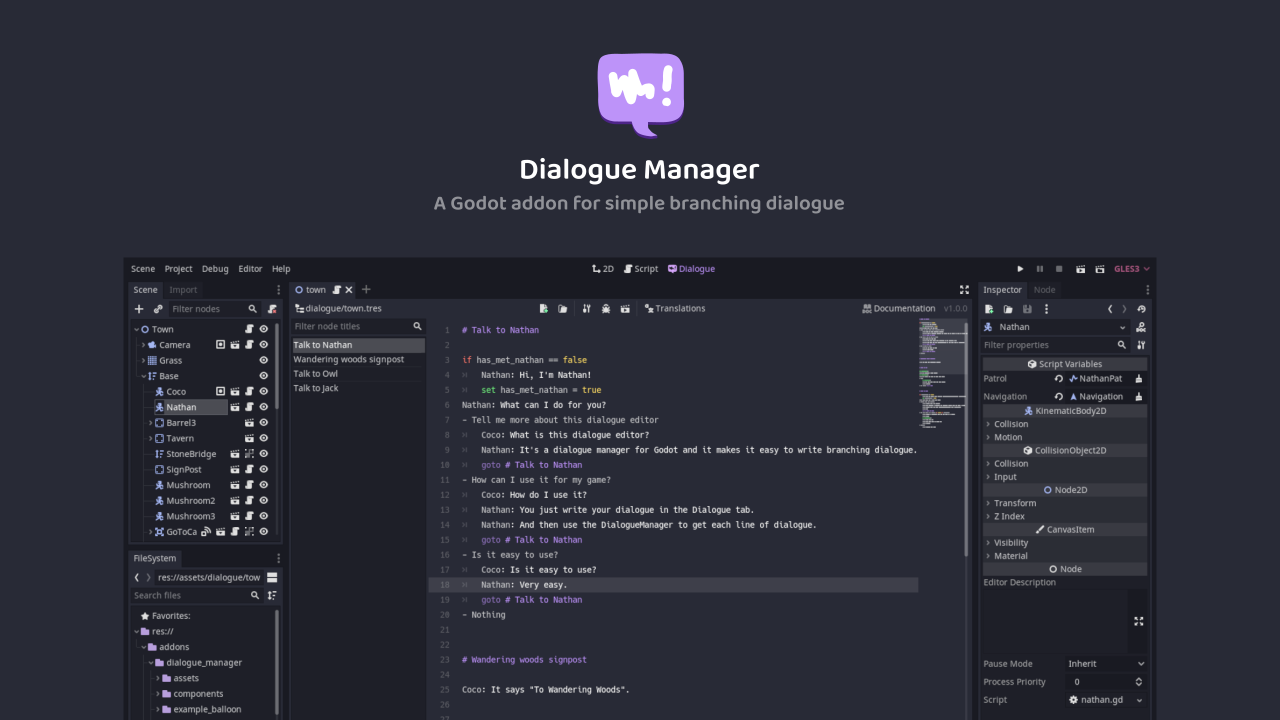 Dialogue Manager
A Godot addon for simple branching dialogue
Scene Project Debug Editor Help
2D Script Dialogue
GLES3
Scene Import
Filter nodes
Town
Camera
Grass
Base
Coco
Nathan
Barrel3
Tavern
StoneBridge
SignPost
Mushroom
Mushroom2
Mushroom3
GoToCa
FileSystem
res://assets/dialogue/tow
Search files
Favorites:
res://
addons
dialogue_manager
assets
components
example_balloon
town
dialogue/town.tres
Translations
Documentation v1.0.0
Filter node titles
Talk to Nathan
Wandering woods signpost
Talk to Owl
Talk to Jack
1 # Talk to Nathan
2
3 if has_met_nathan == false
4 Nathan: Hi, I'm Nathan!
5 set has_met_nathan = true
6 Nathan: What can I do for you?
7 - Tell me more about this dialogue editor
8 Coco: What is this dialogue editor?
9 Nathan: It's a dialogue manager for Godot and it makes it easy to write branching dialogue.
10 goto # Talk to Nathan
11 - How can I use it for my game?
12 Coco: How do I use it?
13 Nathan: You just write your dialogue in the Dialogue tab.
14 Nathan: And then use the DialogueManager to get each line of dialogue.
15 goto # Talk to Nathan
16 - Is it easy to use?
17 Coco: Is it easy to use?
18 Nathan: Very easy.
19 goto # Talk to Nathan
20 - Nothing
21
22
23 # Wandering woods signpost
24
25 Coco: It says "To Wandering Woods".
26
Inspector Node
Nathan
Filter properties
Script Variables
Patrol NathanPat
Navigation Navigation
KinematicBody2D
Collision
Motion
CollisionObject2D
Collision
Input
Node2D
Transform
Z Index
CanvasItem
Visibility
Material
Node
Editor Description
Pause Mode Inherit
Process Priority 0
Script nathan.gd